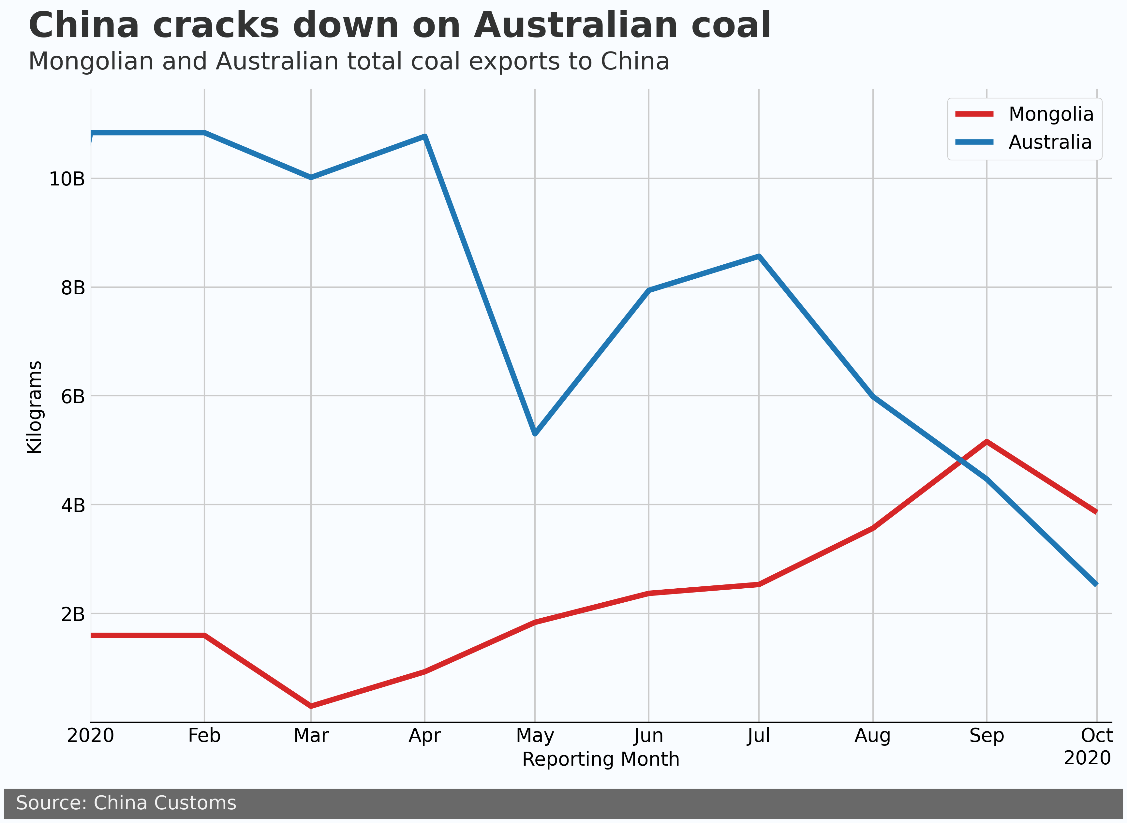 China cracks down on Australian coal
Mongolian and Australian total coal exports to China
Mongolia
Australia
10B
8B
6B
4B
2B
Kilograms
2020 Feb Mar Apr May Jun Jul Aug Sep Oct
2020
Reporting Month
Source: China Customs